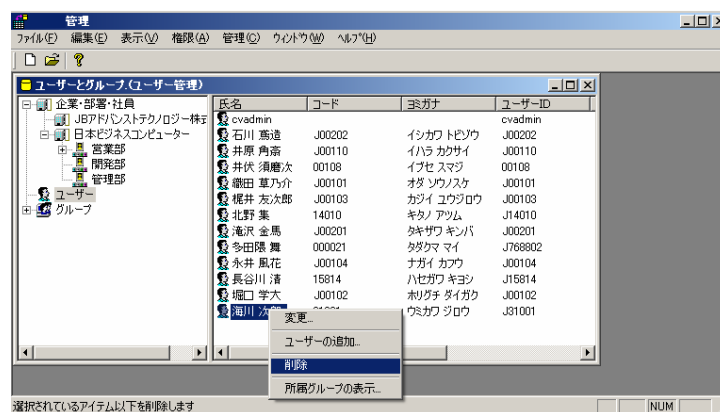 管理
ファイル(F) 編集(E) 表示(V) 権限(A) 管理(C) ウィンドウ(W) ヘルプ(H)
ユーザーとグループ.(ユーザー管理)
企業・部署・社員
JBアドバンストテクノロジー株式
日本ビジネスコンピューター
営業部
開発部
管理部
ユーザー
グループ
氏名 コード ヨミガナ ユーザーID
cvadmin cvadmin
石川 蔦造 J00202 イシカワ トビゾウ J00202
井原 角斎 J00110 イハラ カクサイ J00110
井伏 須磨次 00108 イブセ スマジ 00108
織田 草乃介 J00101 オダ ソウノスケ J00101
梶井 友次郎 J00103 カジイ ユウジロウ J00103
北野 集 14010 キタノ アツム J14010
滝沢 金馬 J00201 タキザワ キンバ J00201
多田隈 舞 000021 タダクマ マイ J768802
永井 風花 J00104 ナガイ カフウ J00104
長谷川 清 15814 ハセガワ キヨシ J15814
堀口 学大 J00102 ホリグチ ダイガク J00102
海川 次郎 ウミカワ ジロウ J31001
変更...
ユーザーの追加...
削除
所属グループの表示...
選択されているアイテム以下を削除します NUM